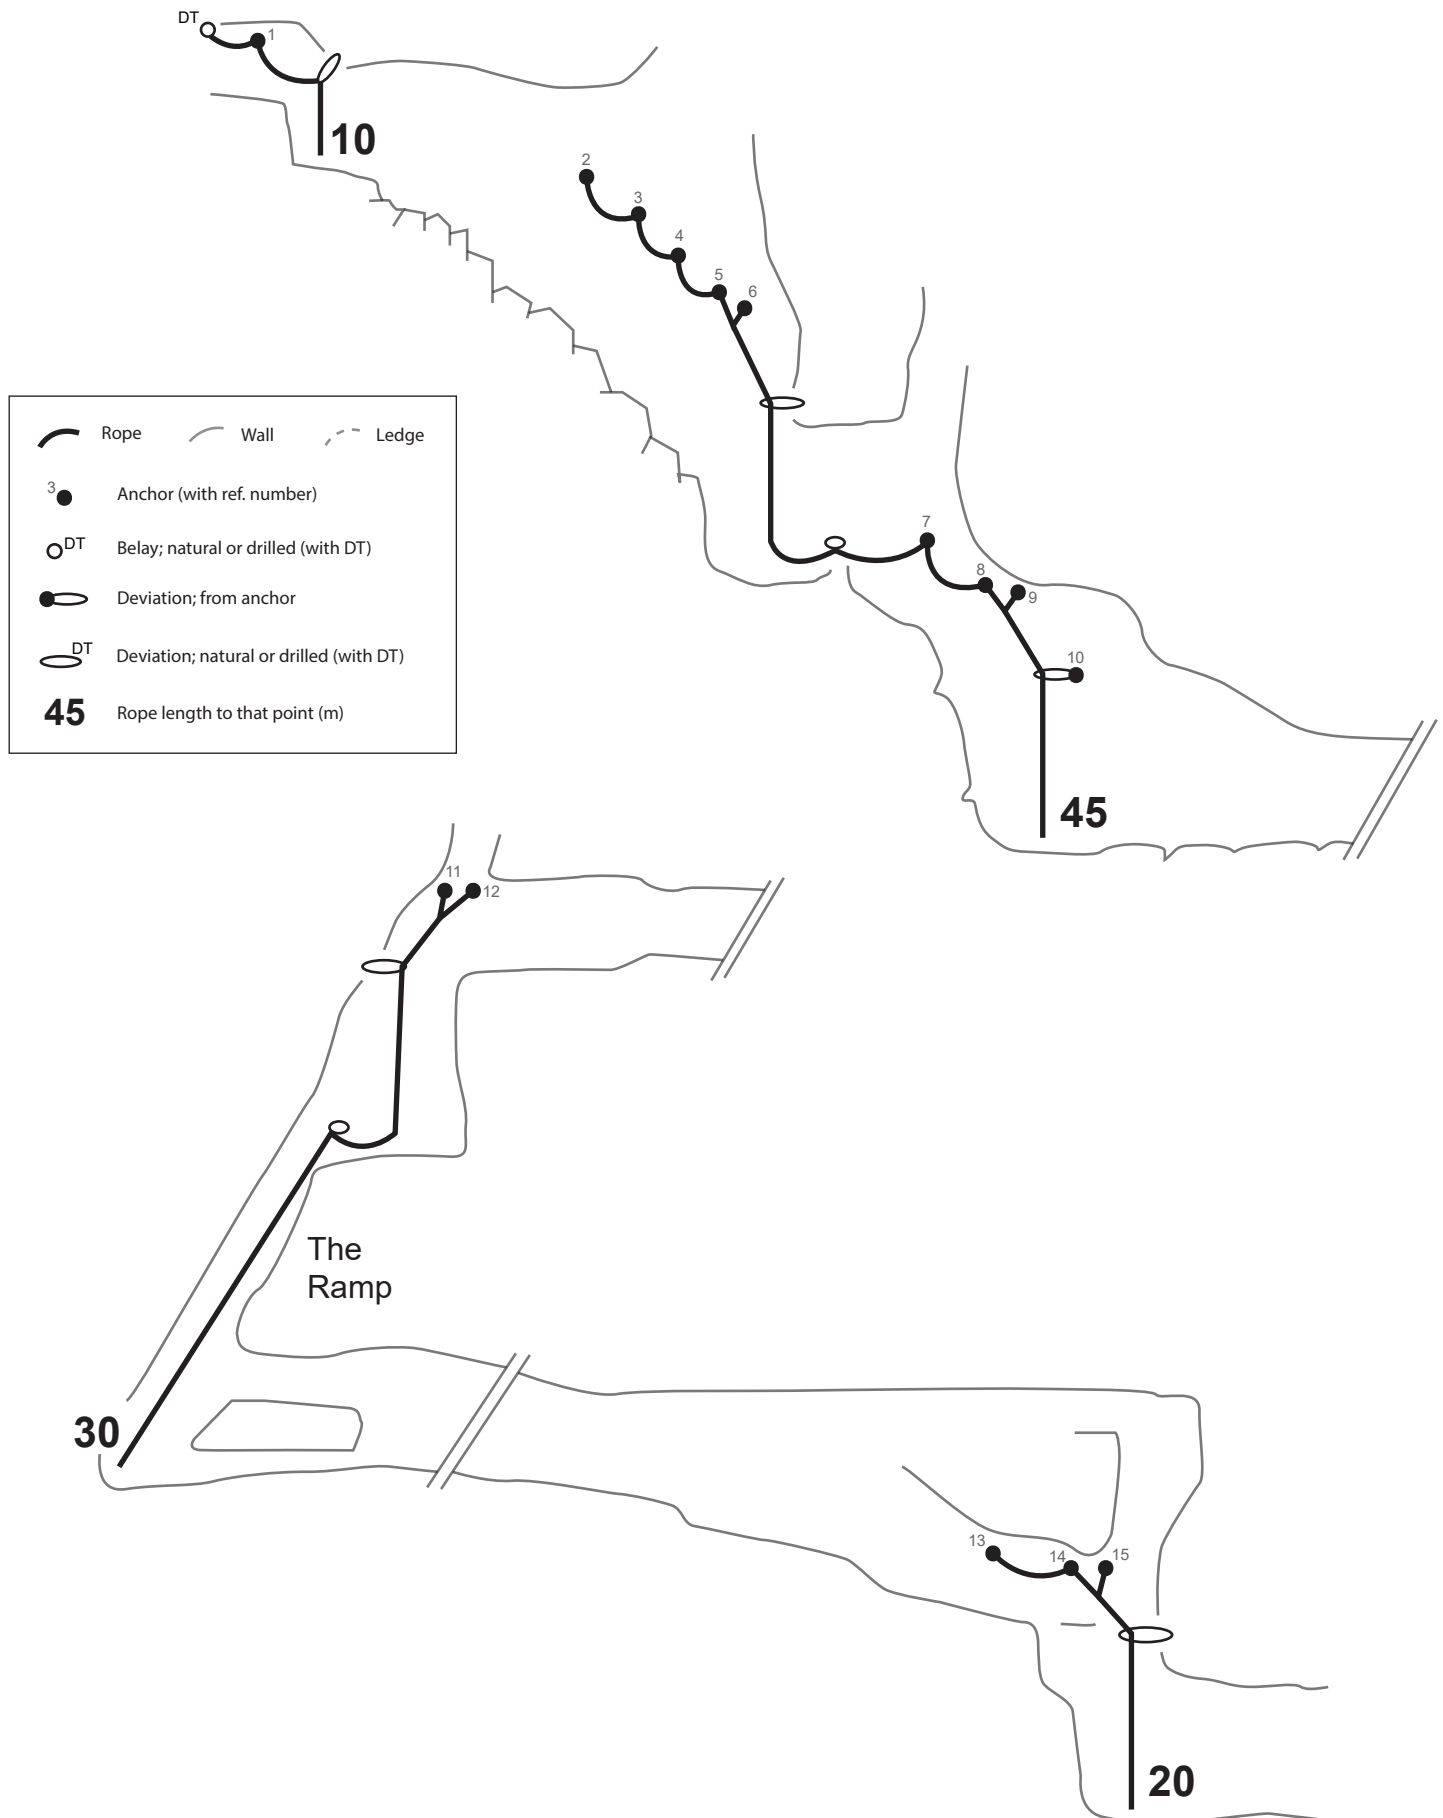 DT
1
10
2
3
4
5
6
Rope Wall Ledge
3 Anchor (with ref. number)
DT Belay; natural or drilled (with DT)
Deviation; from anchor
DT Deviation; natural or drilled (with DT)
45 Rope length to that point (m)
7
8
9
10
45
11
12
The
Ramp
30
13
14
15
20